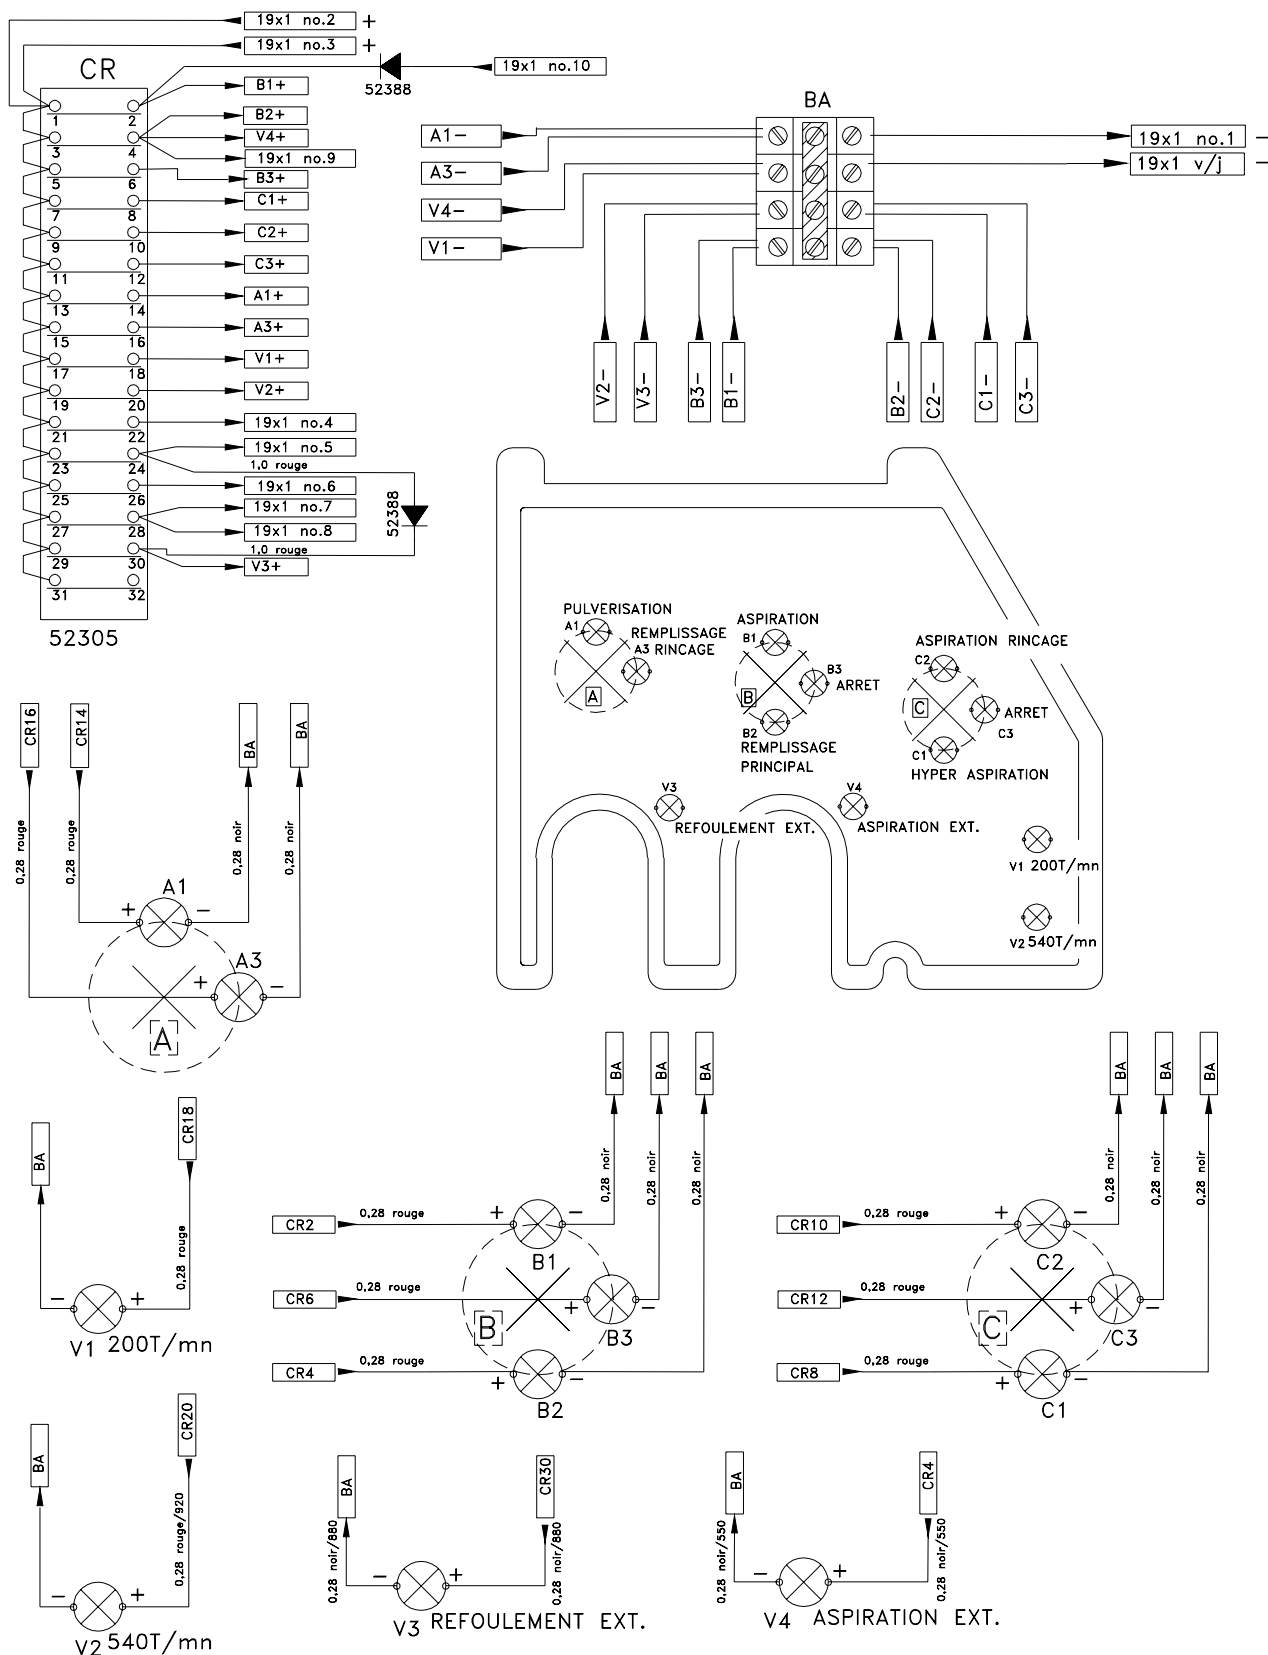 19x1 no.2 +
19x1 no.3 +
CR
19x1 no.10
52388
B1+
B2+
V4+
19x1 no.9
B3+
C1+
C2+
C3+
A1+
A3+
V1+
V2+
19x1 no.4
19x1 no.5
1,0 rouge
19x1 no.6
19x1 no.7
19x1 no.8
1,0 rouge
V3+
52388
1 2
3 4
5 6
7 8
9 10
11 12
13 14
15 16
17 18
19 20
21 22
23 24
25 26
27 28
29 30
31 32
52305
BA
A1-
A3-
V4-
V1-
19x1 no.1 -
19x1 v/j -
V2-
V3-
B3-
B1-
B2-
C2-
C1-
C3-
PULVERISATION
A1
REMPLISSAGE
A3 RINCAGE
A
ASPIRATION
B1
B3
ARRET
B
B2
REMPLISSAGE
PRINCIPAL
ASPIRATION RINCAGE
C2
C
ARRET
C3
C1
HYPER ASPIRATION
V3
REFOULEMENT EXT.
V4
ASPIRATION EXT.
V1 200T/mn
V2 540T/mn
CR16
CR14
BA
BA
0,28 rouge
0,28 rouge
0,28 noir
0,28 noir
A1
+ -
A3
+ -
A
BA
CR18
0,28 rouge
- +
V1 200T/mn
BA
BA
BA
0,28 noir
0,28 noir
0,28 noir
CR2
0,28 rouge
+ -
B1
CR6
0,28 rouge
+ -
B
B3
CR4
0,28 rouge
+ -
B2
BA
BA
BA
0,28 noir
0,28 noir
0,28 noir
CR10
0,28 rouge
+ -
C2
CR12
0,28 rouge
+ -
C
C3
CR8
0,28 rouge
+ -
C1
BA
CR20
0,28 rouge/920
- +
V2 540T/mn
BA
CR30
0,28 noir/880
0,28 noir/880
- +
V3 REFOULEMENT EXT.
BA
CR4
0,28 noir/550
0,28 noir/550
- +
V4 ASPIRATION EXT.